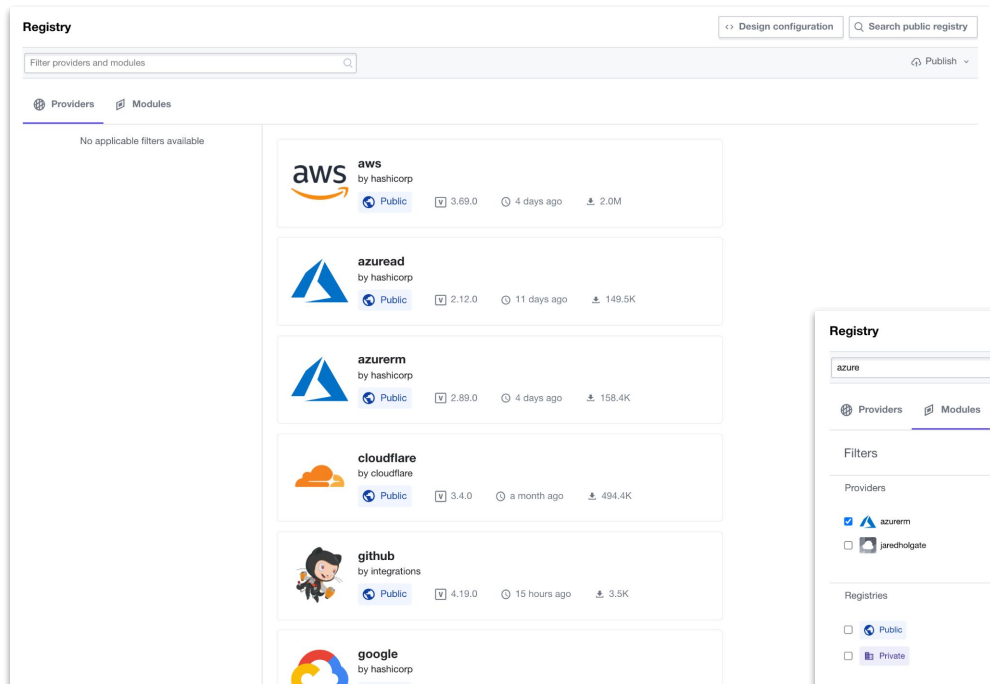 Registry
Design configuration
Search public registry
Filter providers and modules
Publish
Providers
Modules
No applicable filters available
aws
aws
by hashicorp
Public V 3.69.0 4 days ago 2.0M
azuread
by hashicorp
Public V 2.12.0 11 days ago 149.5K
azurerm
by hashicorp
Public V 2.89.0 4 days ago 158.4K
cloudflare
by cloudflare
Public V 3.4.0 a month ago 494.4K
github
by integrations
Public V 4.19.0 15 hours ago 3.5K
google
by hashicorp
Registry
azure
Providers
Modules
Filters
Providers
azurerm
jaredholgate
Registries
Public
Private